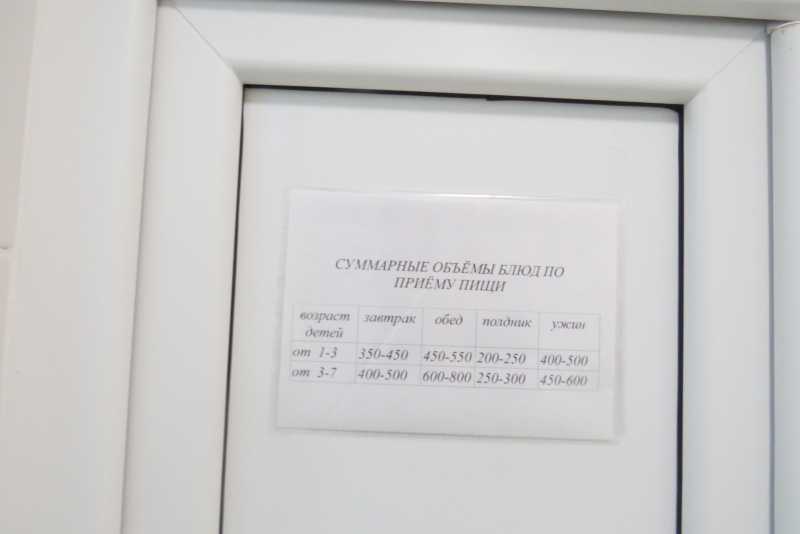 СУММАРНЫЕ ОБЪЁМЫ БЛЮД ПО
ПРИЁМУ ПИЩИ
возраст детей завтрак обед полдник ужин
от 1-3 350-450 450-550 200-250 400-500
от 3-7 400-500 600-800 250-300 450-600